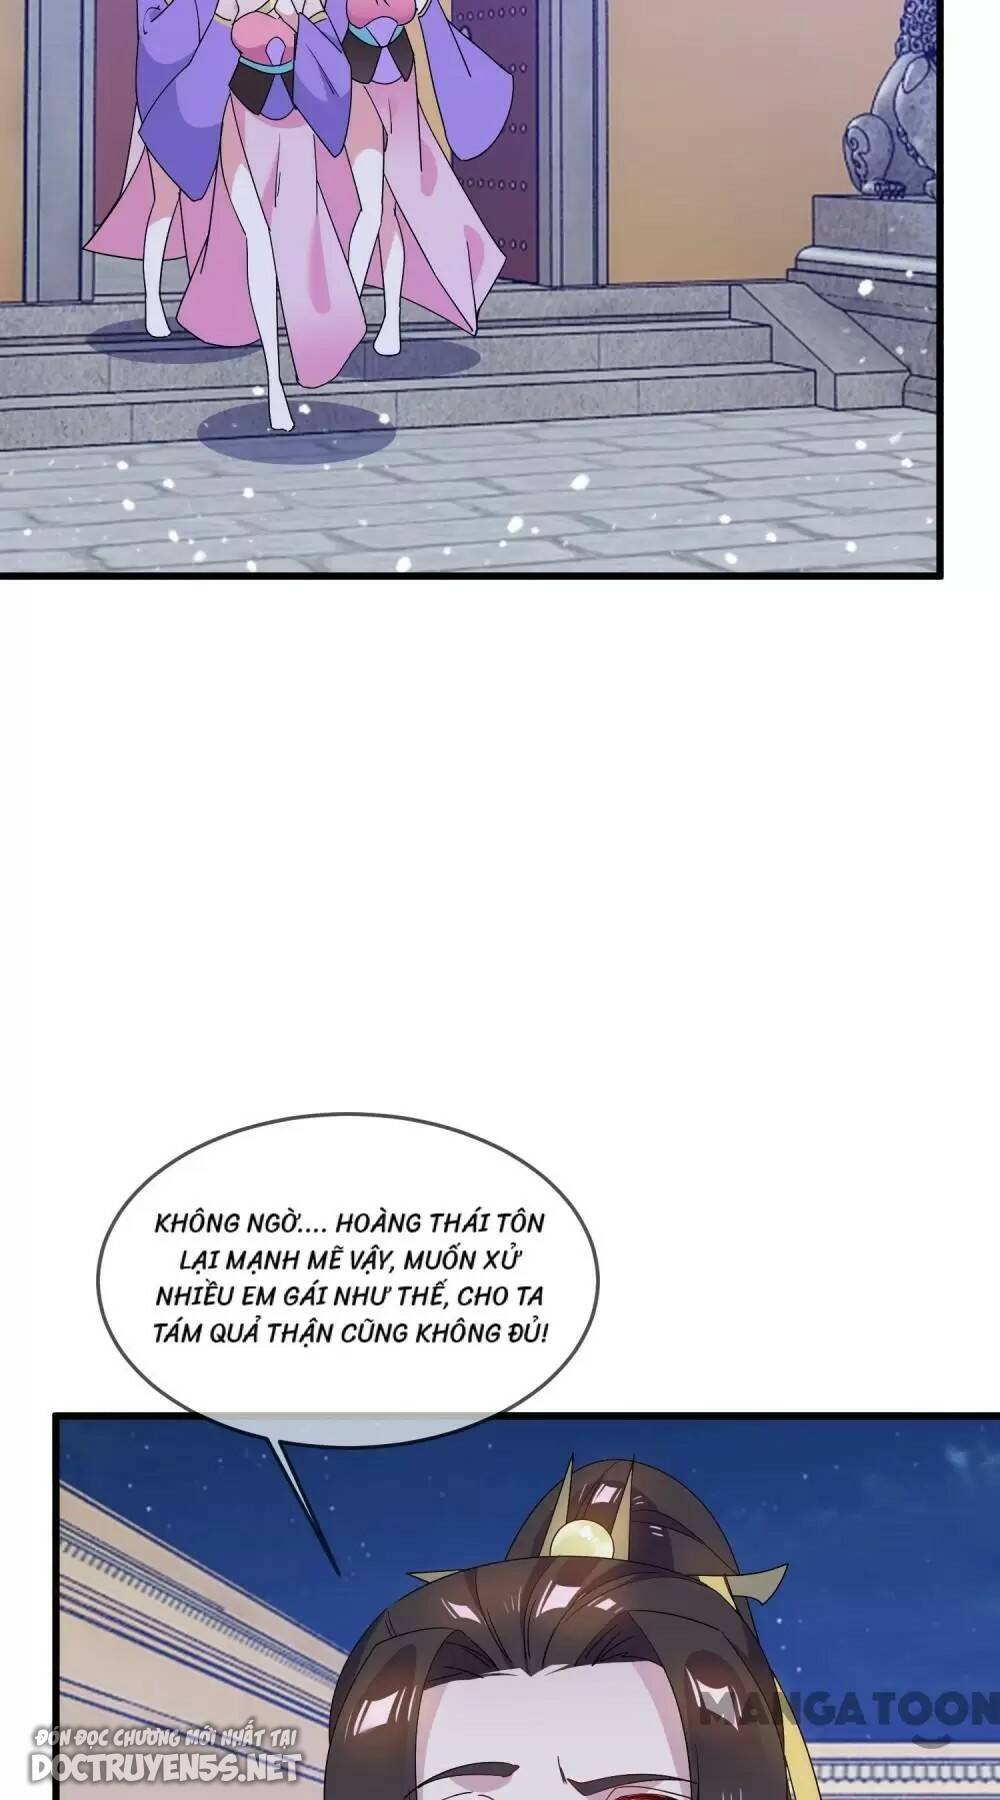 KHÔNG NGỜ.... HOÀNG THÁI TÔN
LẠI MẠNH MẼ VẬY, MUỐN XỬ
NHIỀU EM GÁI NHƯ THẾ, CHO TA
TÁM QUẢ THẬN CŨNG KHÔNG ĐỦ!
MANGATOON
ĐÓN ĐỌC CHƯƠNG MỚI NHẤT TẠI
DOCTRUYEN5S.NET